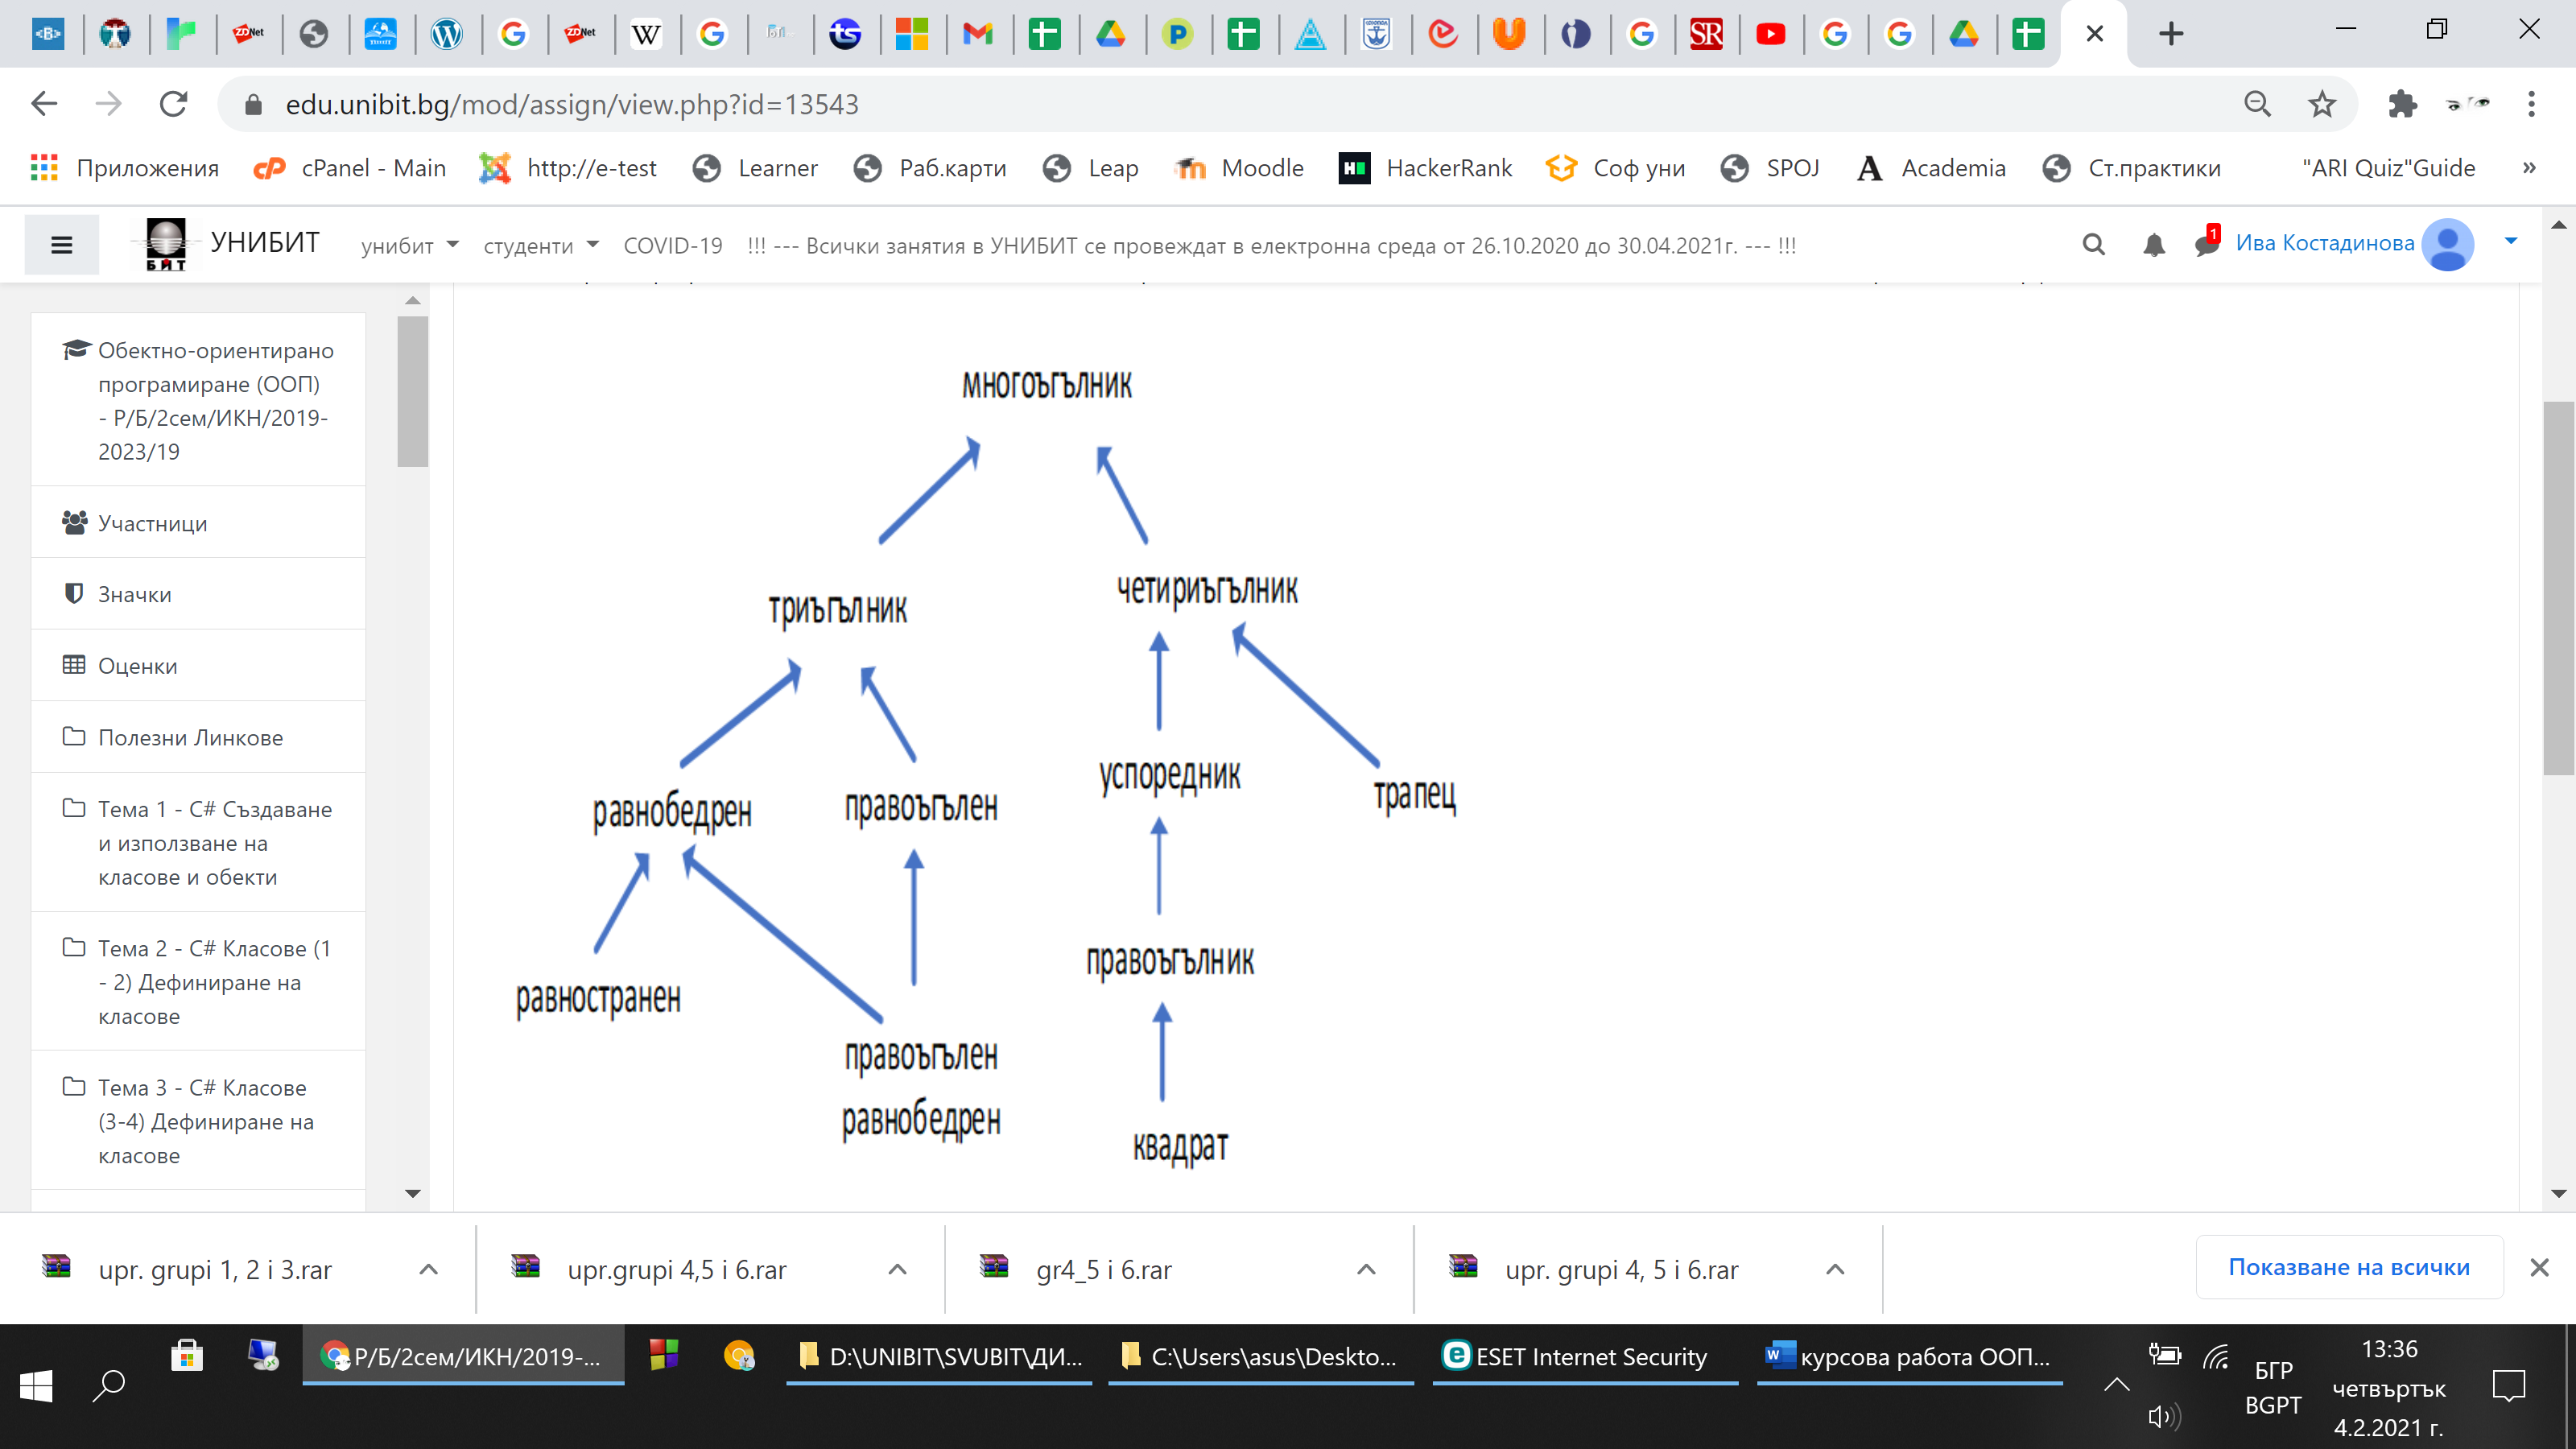 edu.unibit.bg/mod/assign/view.php?id=13543
Приложения cPanel - Main http://e-test Learner Раб.карти Leap Moodle HackerRank Соф уни SPOJ Academia Ст.практики "ARI Quiz"Guide »
УНИБИТ унибит студенти COVID-19 !!! --- Всички занятия в УНИБИТ се провеждат в електронна среда от 26.10.2020 до 30.04.2021г. --- !!! 1 Ива Костадинова
Обектно-ориентирано
програмиране (ООП)
- Р/Б/2сем/ИКН/2019-
2023/19
Участници
Значки
Оценки
Полезни Линкове
Тема 1 - C# Създаване
и използване на
класове и обекти
Тема 2 - C# Класове (1
- 2) Дефиниране на
класове
Тема 3 - C# Класове
(3-4) Дефиниране на
класове
многоъгълник
триъгълник четириъгълник
равнобедрен правоъгълен успоредник трапец
равностранен правоъгълник
правоъгълен
равнобедрен
квадрат
upr. grupi 1, 2 i 3.rar upr.grupi 4,5 i 6.rar gr4_5 i 6.rar upr. grupi 4, 5 i 6.rar Показване на всички
Р/Б/2сем/ИКН/2019-... D:\UNIBIT\SVUBIT\ДИ... C:\Users\asus\Deskto... ESET Internet Security курсова работа ООП...
БГР
BGPT
13:36
четвъртък
4.2.2021 г.